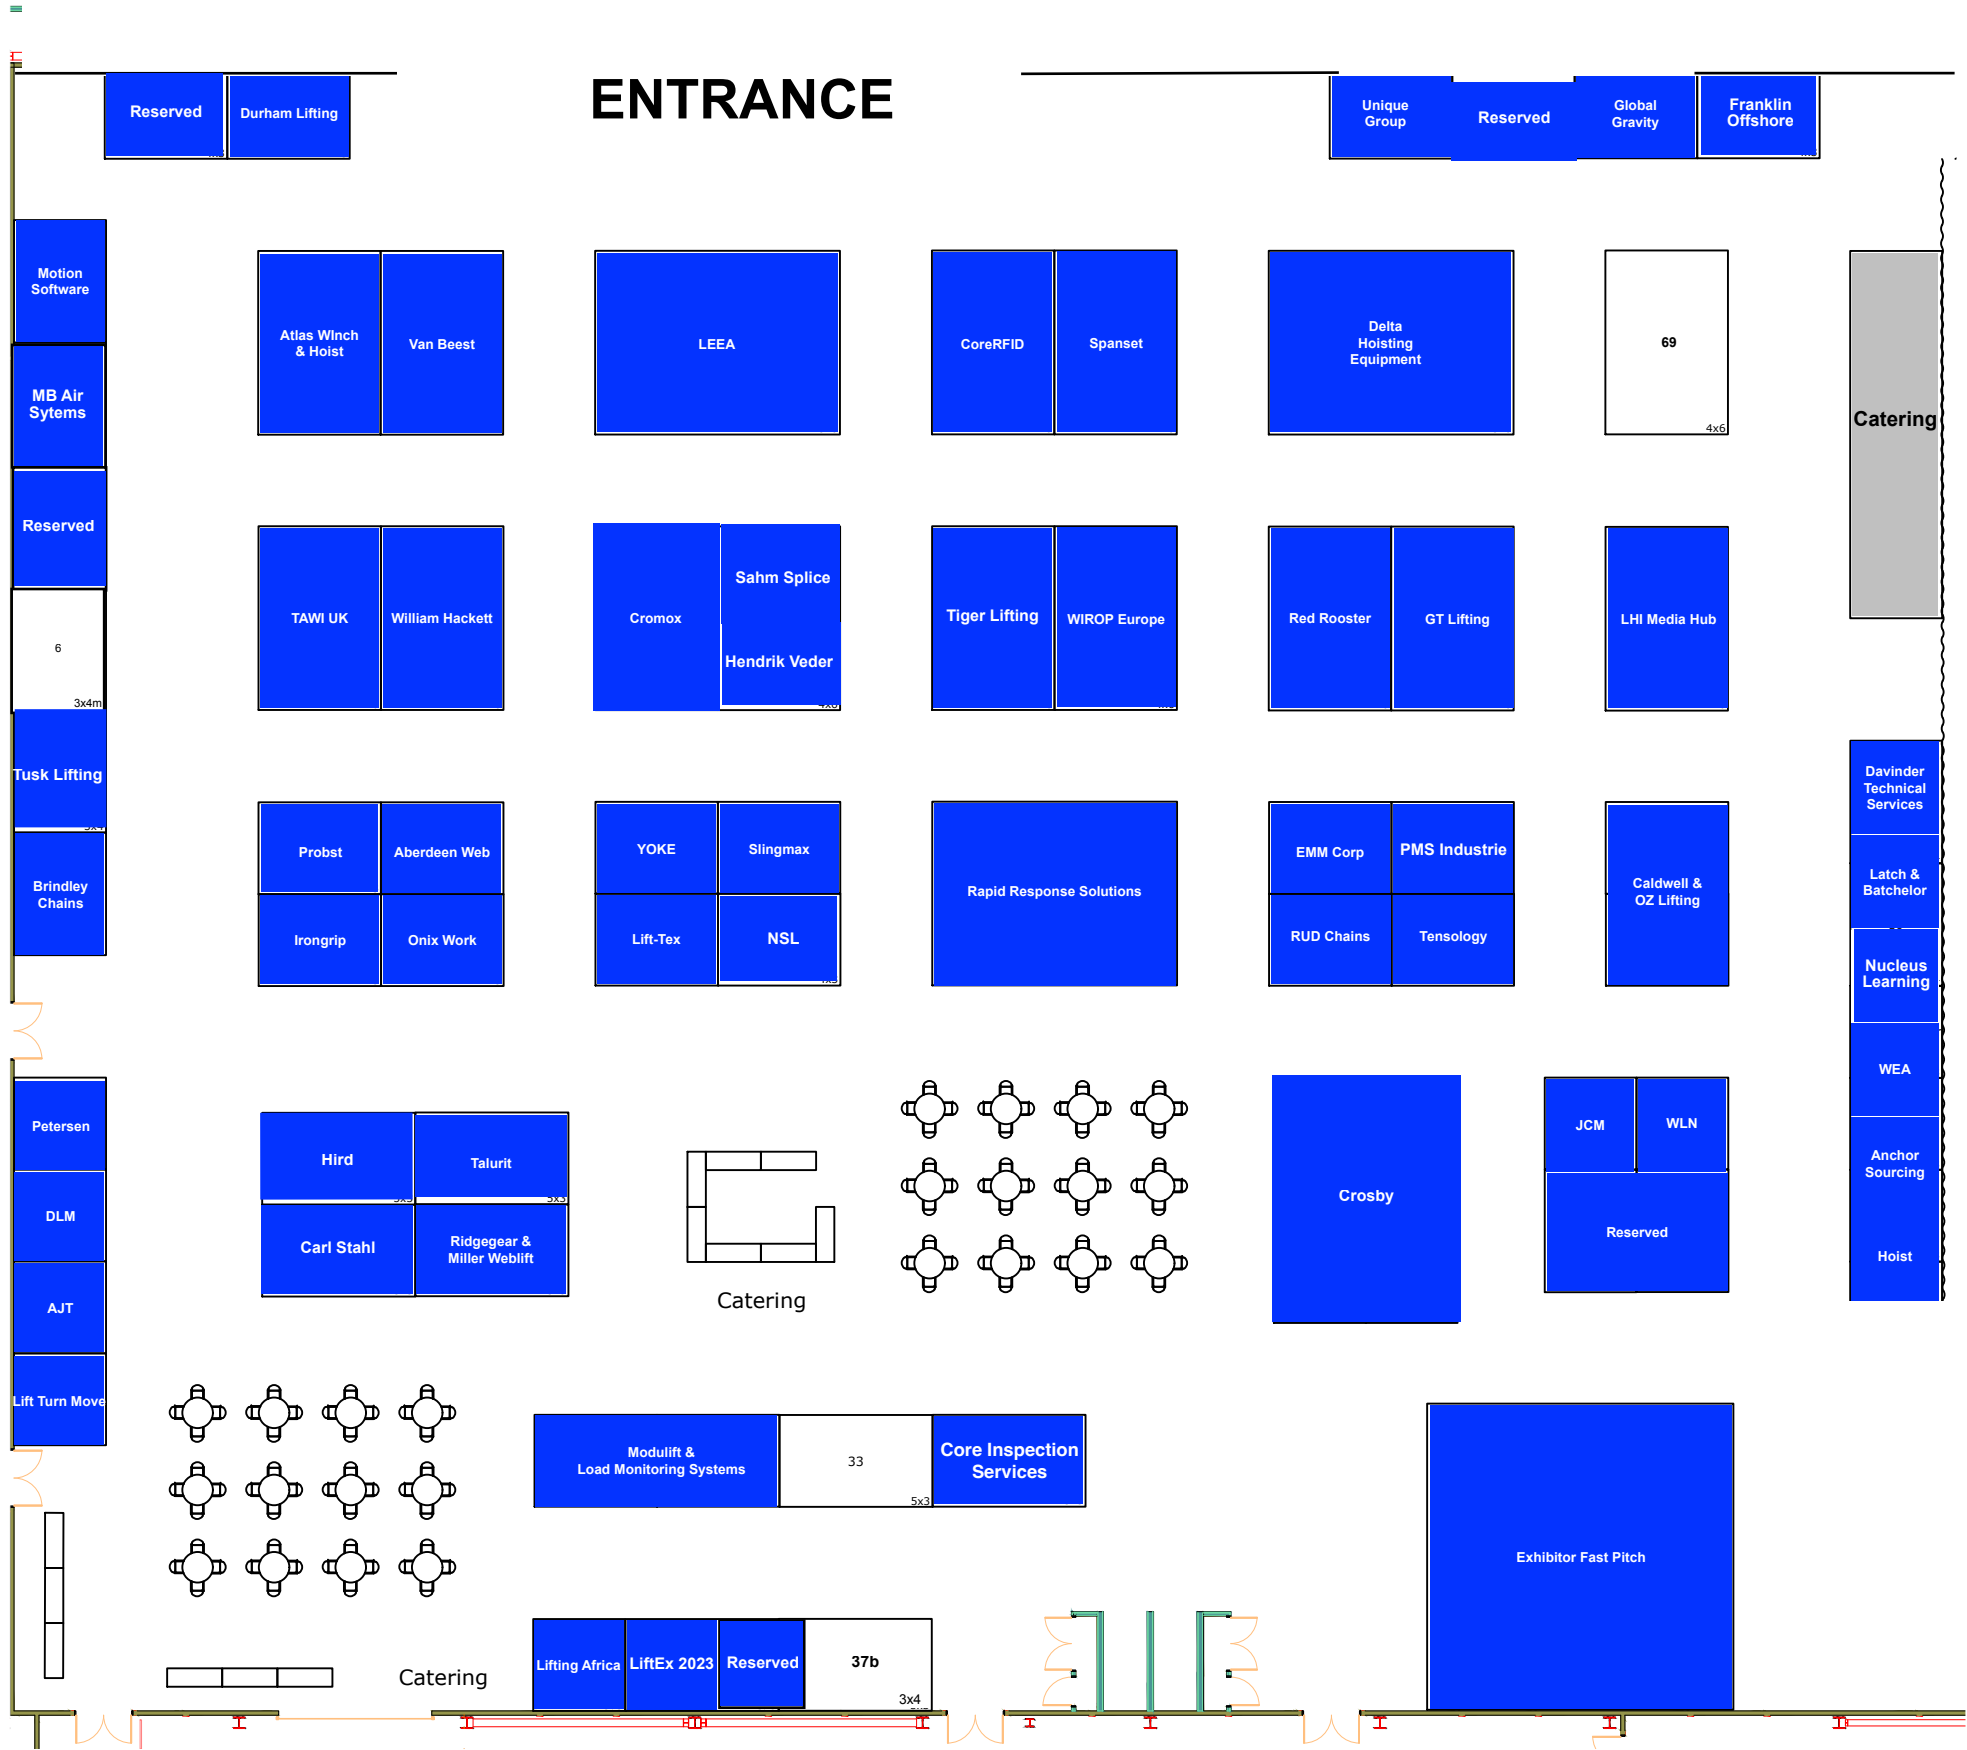 ENTRANCE
Reserved
Durham Lifting
Unique
Group
Reserved
Global
Gravity
Franklin
Offshore
Motion
Software
Atlas WInch
& Hoist
Van Beest
LEEA
CoreRFID
Spanset
Delta
Hoisting
Equipment
69
4x6
Catering
MB Air
Sytems
Reserved
6
3x4m
TAWI UK
William Hackett
Cromox
Sahm Splice
Hendrik Veder
Tiger Lifting
WIROP Europe
Red Rooster
GT Lifting
LHI Media Hub
Tusk Lifting
Brindley
Chains
Probst
Aberdeen Web
Irongrip
Onix Work
YOKE
Slingmax
Lift-Tex
NSL
Rapid Response Solutions
EMM Corp
PMS Industrie
RUD Chains
Tensology
Caldwell &
OZ Lifting
Davinder
Technical
Services
Latch &
Batchelor
Nucleus
Learning
WEA
Anchor
Sourcing
Hoist
Petersen
DLM
AJT
Lift Turn Move
Hird
Talurit
5x3
Carl Stahl
Ridgegear &
Miller Weblift
Catering
Crosby
JCM
WLN
Reserved
Modulift &
Load Monitoring Systems
33
5x3
Core Inspection
Services
Exhibitor Fast Pitch
Catering
Lifting Africa
LiftEx 2023
Reserved
37b
3x4